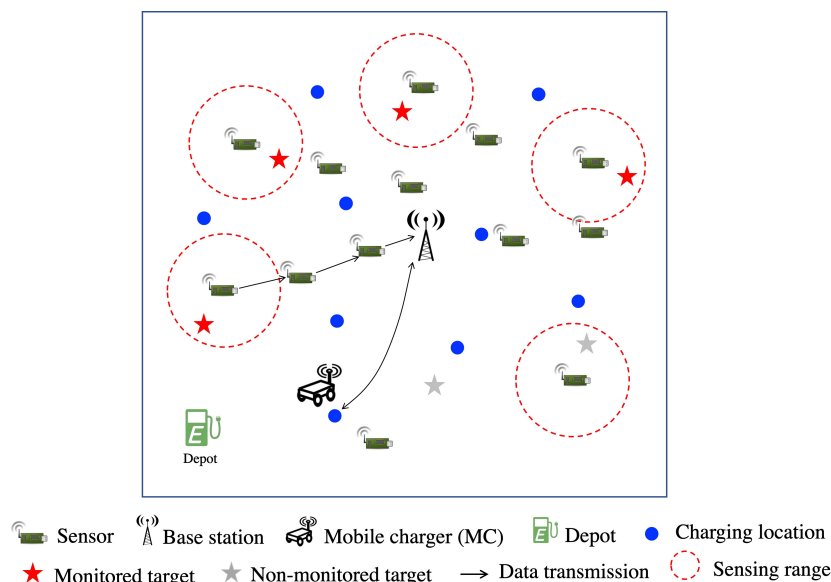 E
Depot
Sensor Base station Mobile charger (MC) E Depot Charging location
Monitored target Non-monitored target Data transmission Sensing range